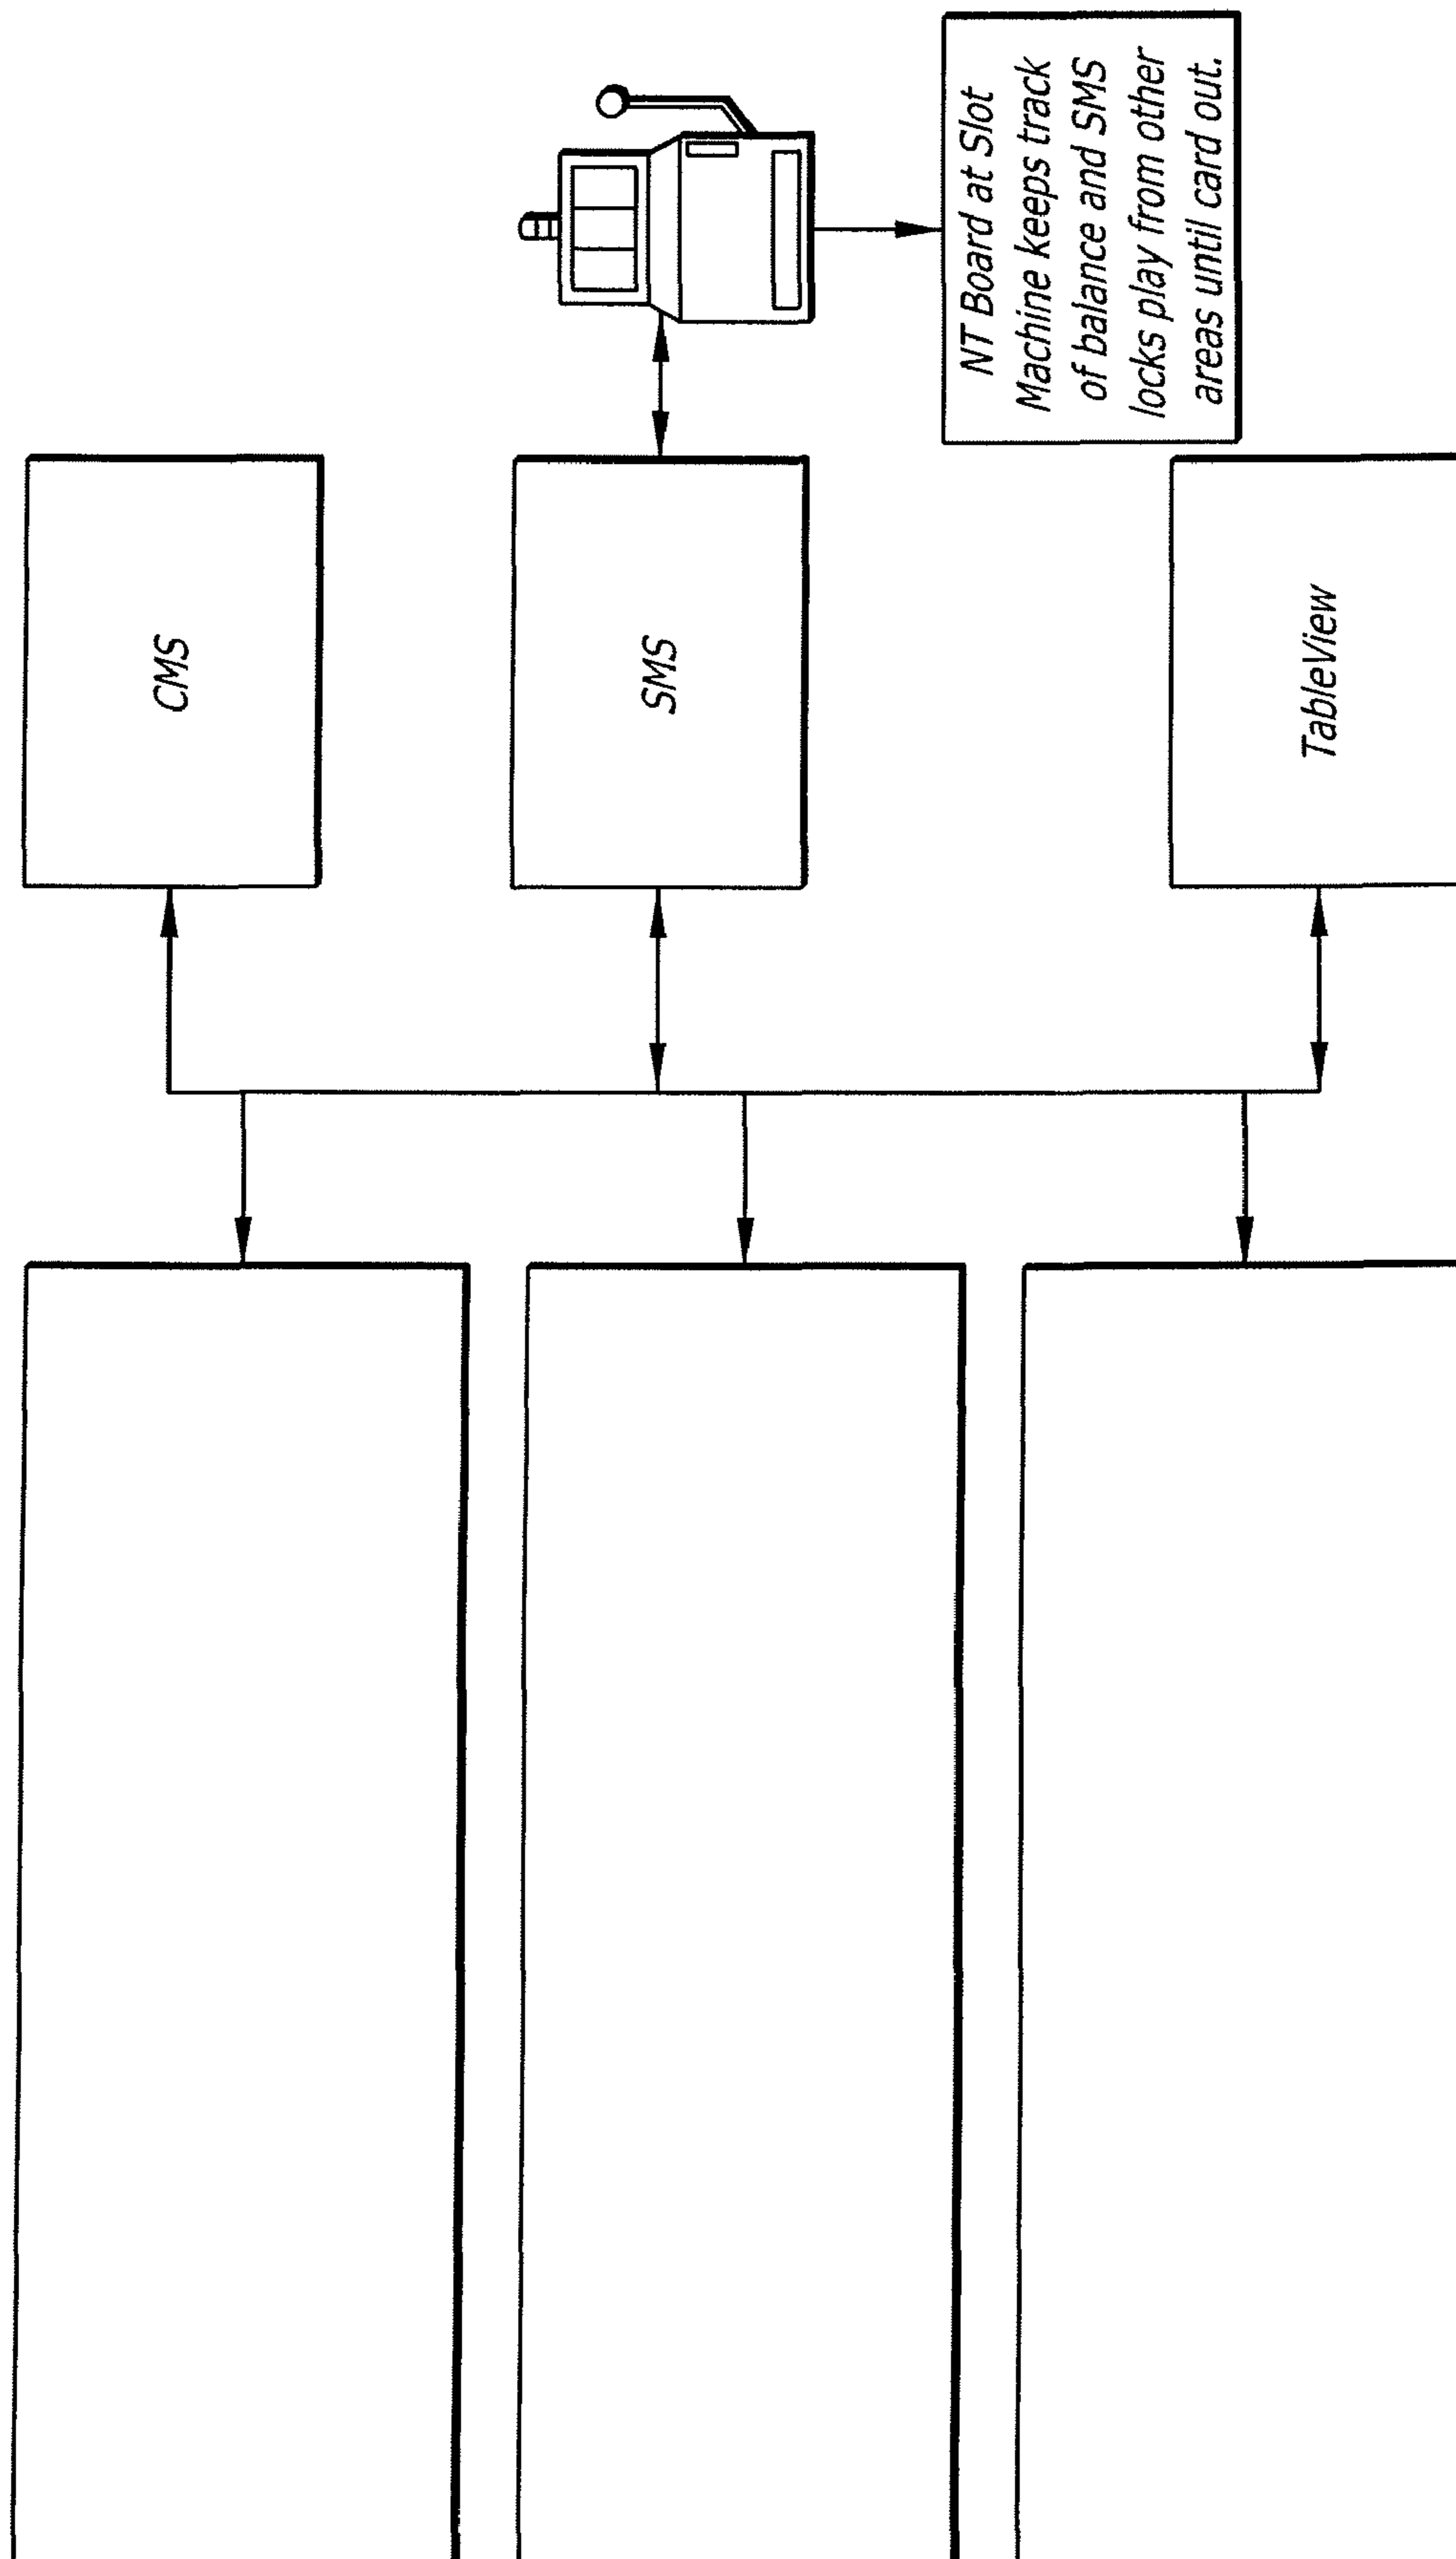 CMS
SMS
NT Board at Slot
Machine keeps track
of balance and SMS
locks play from other
areas until card out.
TableView